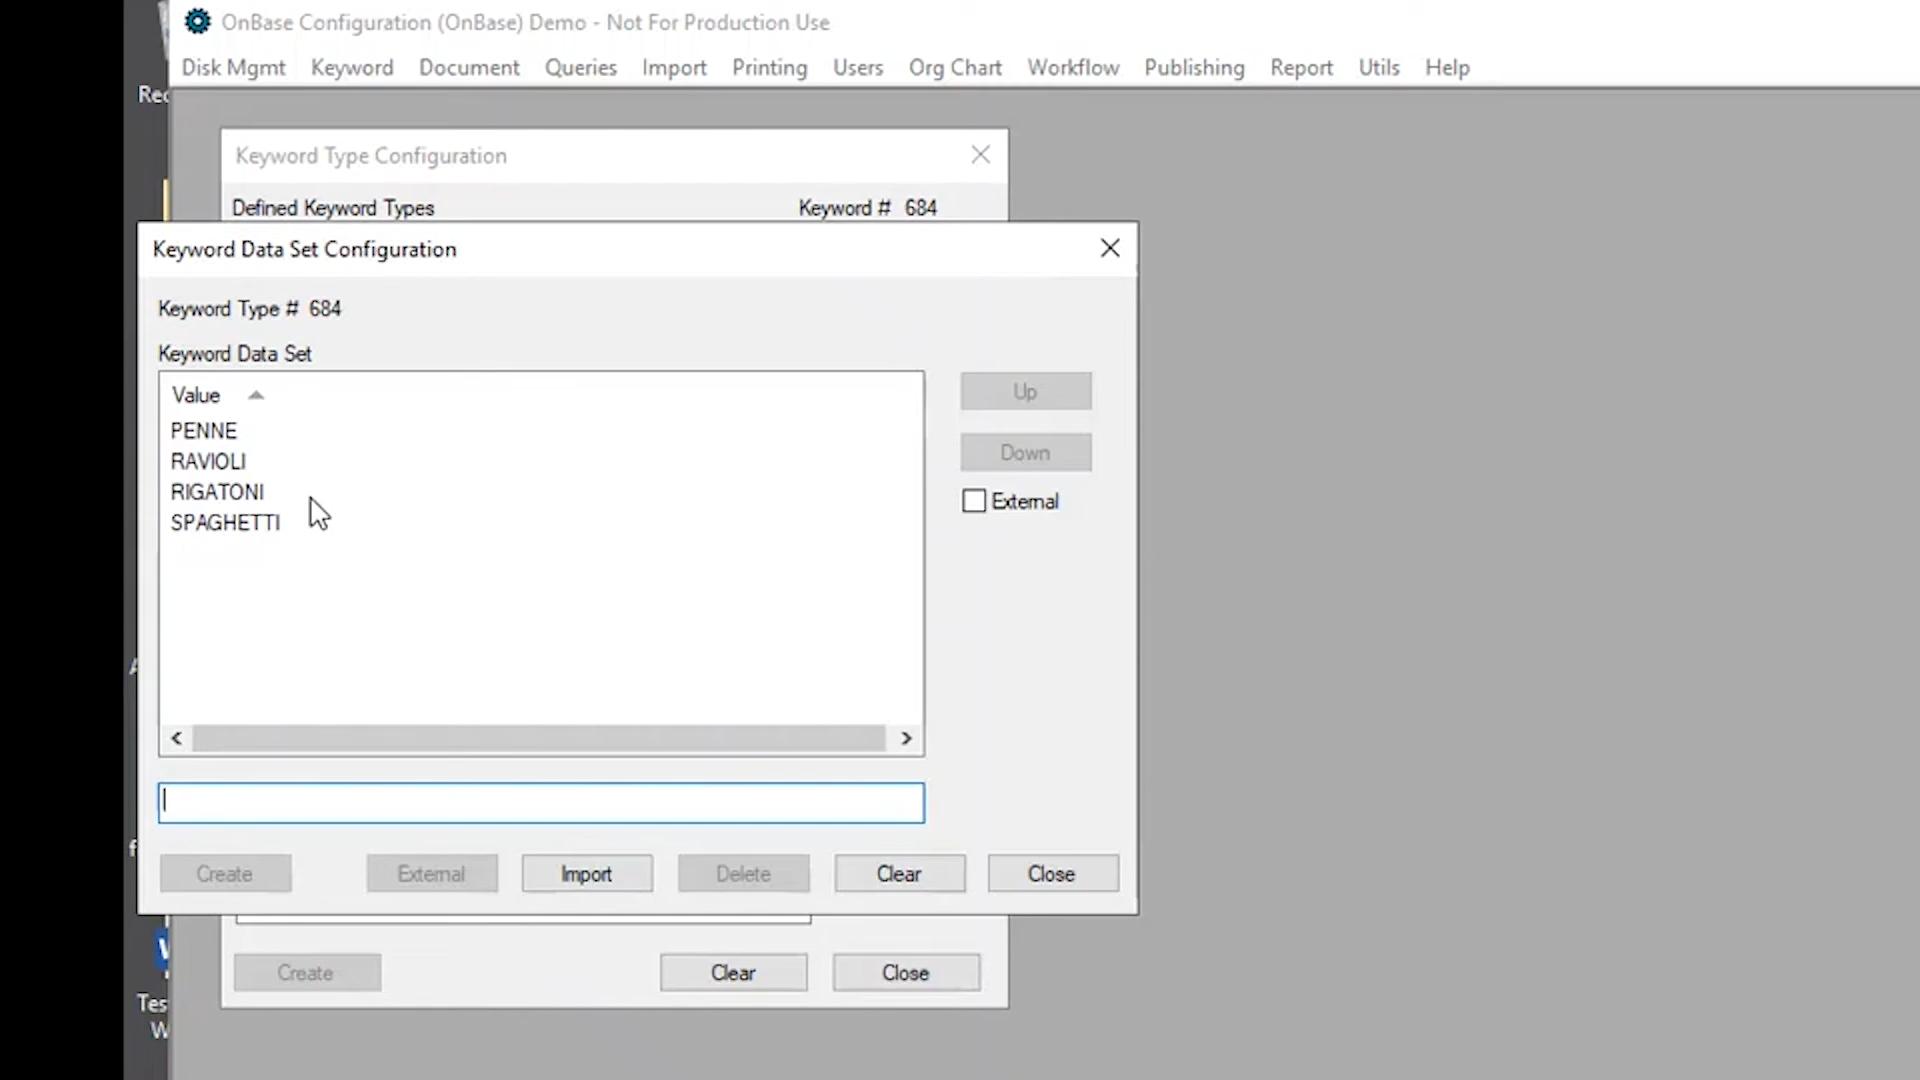 OnBase Configuration (OnBase) Demo - Not For Production Use
Disk Mgmt Keyword Document Queries Import Printing Users Org Chart Workflow Publishing Report Utils Help
Rec
Keyword Type Configuration
Defined Keyword Types Keyword # 684
Keyword Data Set Configuration
Keyword Type # 684
Keyword Data Set
Value
PENNE
RAVIOLI
RIGATONI
SPAGHETTI
Up
Down
External
Create External Import Delete Clear Close
Create Clear Close
Tes
W